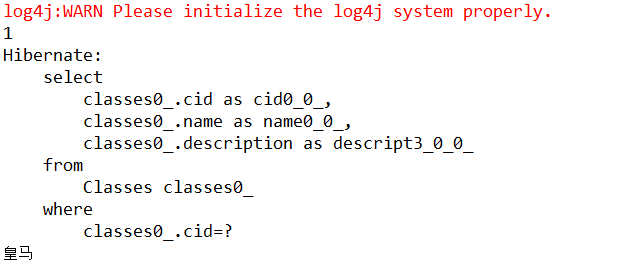 log4j:WARN Please initialize the log4j system properly.
1
Hibernate:
    select
        classes0_.cid as cid0_0_,
        classes0_.name as name0_0_,
        classes0_.description as descript3_0_0_
    from
        Classes classes0_
    where
        classes0_.cid=?
皇马